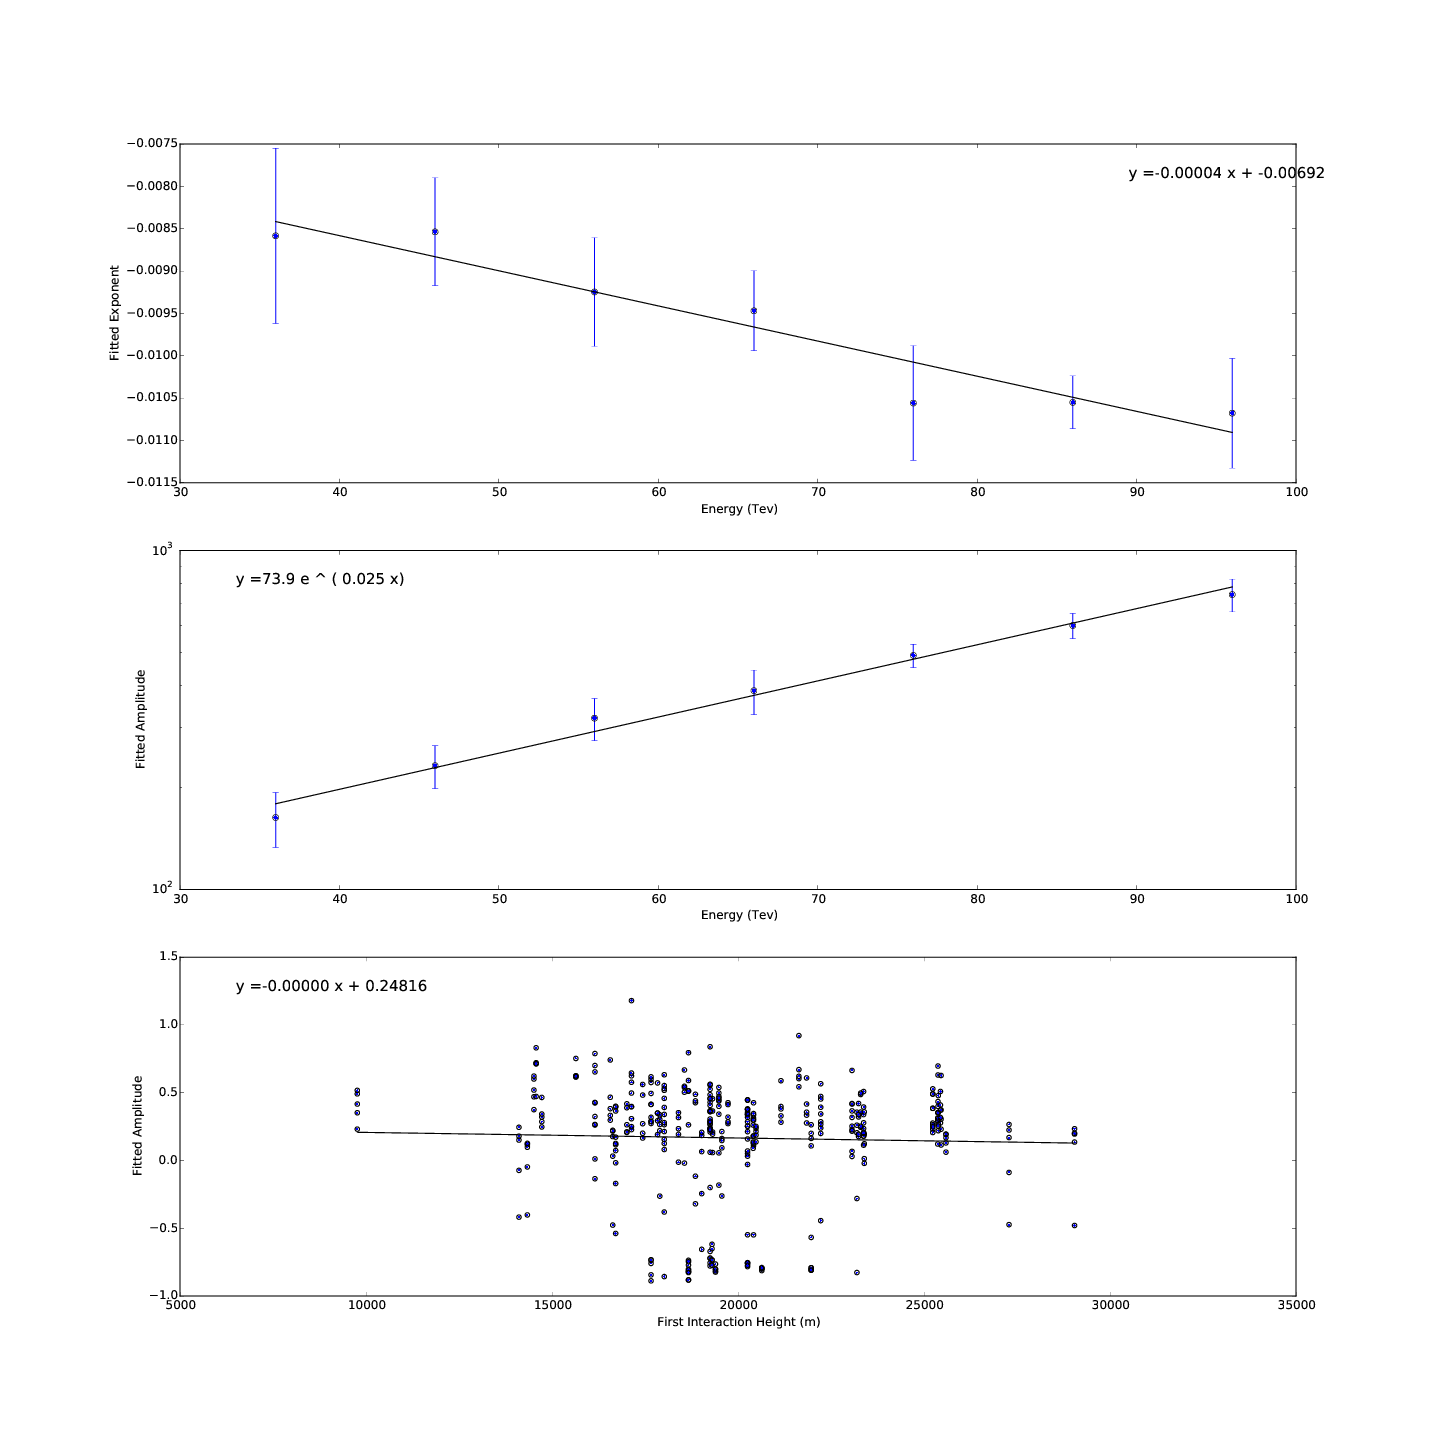 −0.0075
−0.0080
−0.0085
−0.0090
−0.0095
−0.0100
−0.0105
−0.0110
−0.0115
Fitted Exponent
y =-0.00004 x + -0.00692
30 40 50 60 70 80 90 100
Energy (Tev)
10³
10²
Fitted Amplitude
y =73.9 e ^ ( 0.025 x)
30 40 50 60 70 80 90 100
Energy (Tev)
1.5
1.0
0.5
0.0
−0.5
−1.0
Fitted Amplitude
y =-0.00000 x + 0.24816
5000 10000 15000 20000 25000 30000 35000
First Interaction Height (m)